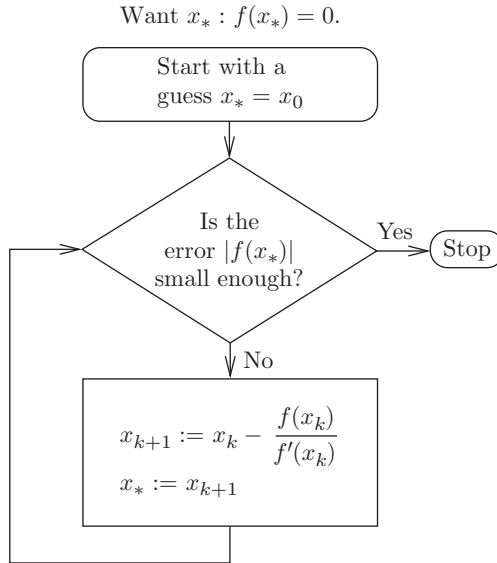 Want $x_* : f(x_*) = 0.$
Start with a
guess $x_* = x_0$
Is the
error $|f(x_*)|$
small enough?
Yes
Stop
No
$x_{k+1} := x_k - \dfrac{f(x_k)}{f'(x_k)}$
$x_* := x_{k+1}$